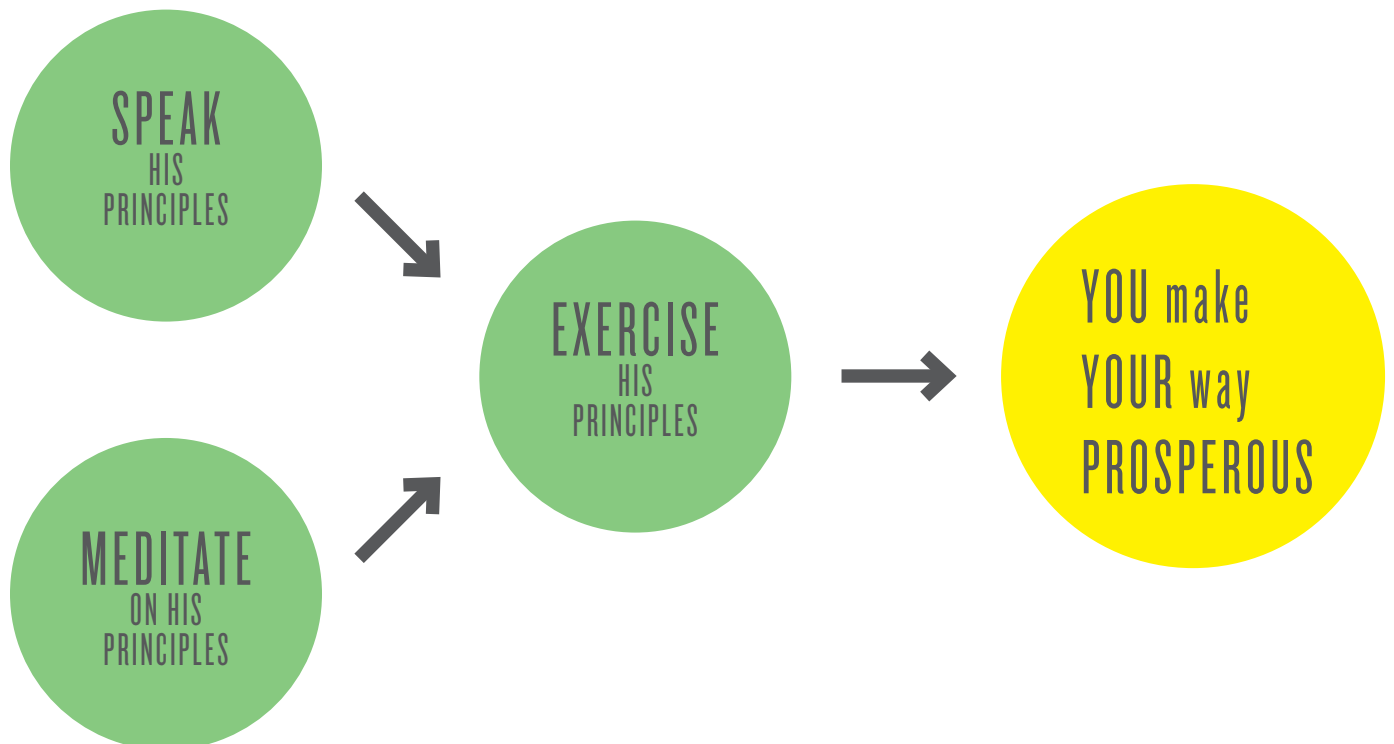 SPEAK
HIS
PRINCIPLES
MEDITATE
ON HIS
PRINCIPLES
EXERCISE
HIS
PRINCIPLES
YOU make
YOUR way
PROSPEROUS